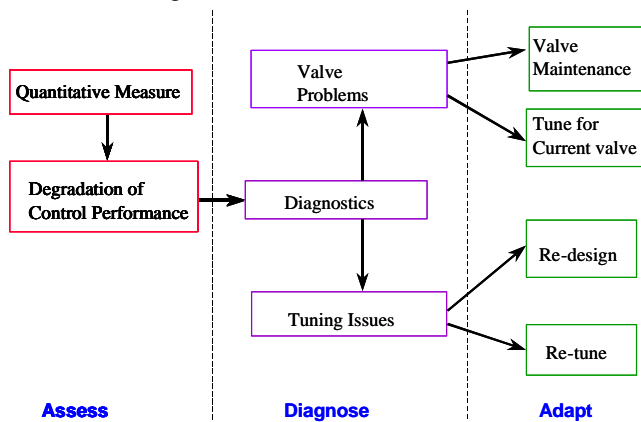 Quantitative Measure
Degradation of
Control Performance
Valve
Problems
Diagnostics
Tuning Issues
Valve
Maintenance
Tune for
Current valve
Re-design
Re-tune
Assess
Diagnose
Adapt